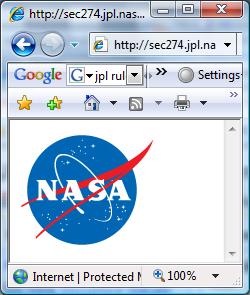 http://sec274.jpl.nas...
http://sec274.jpl.na
Google G jpl rul » Settings
»
NASA
Internet | Protected M 100%